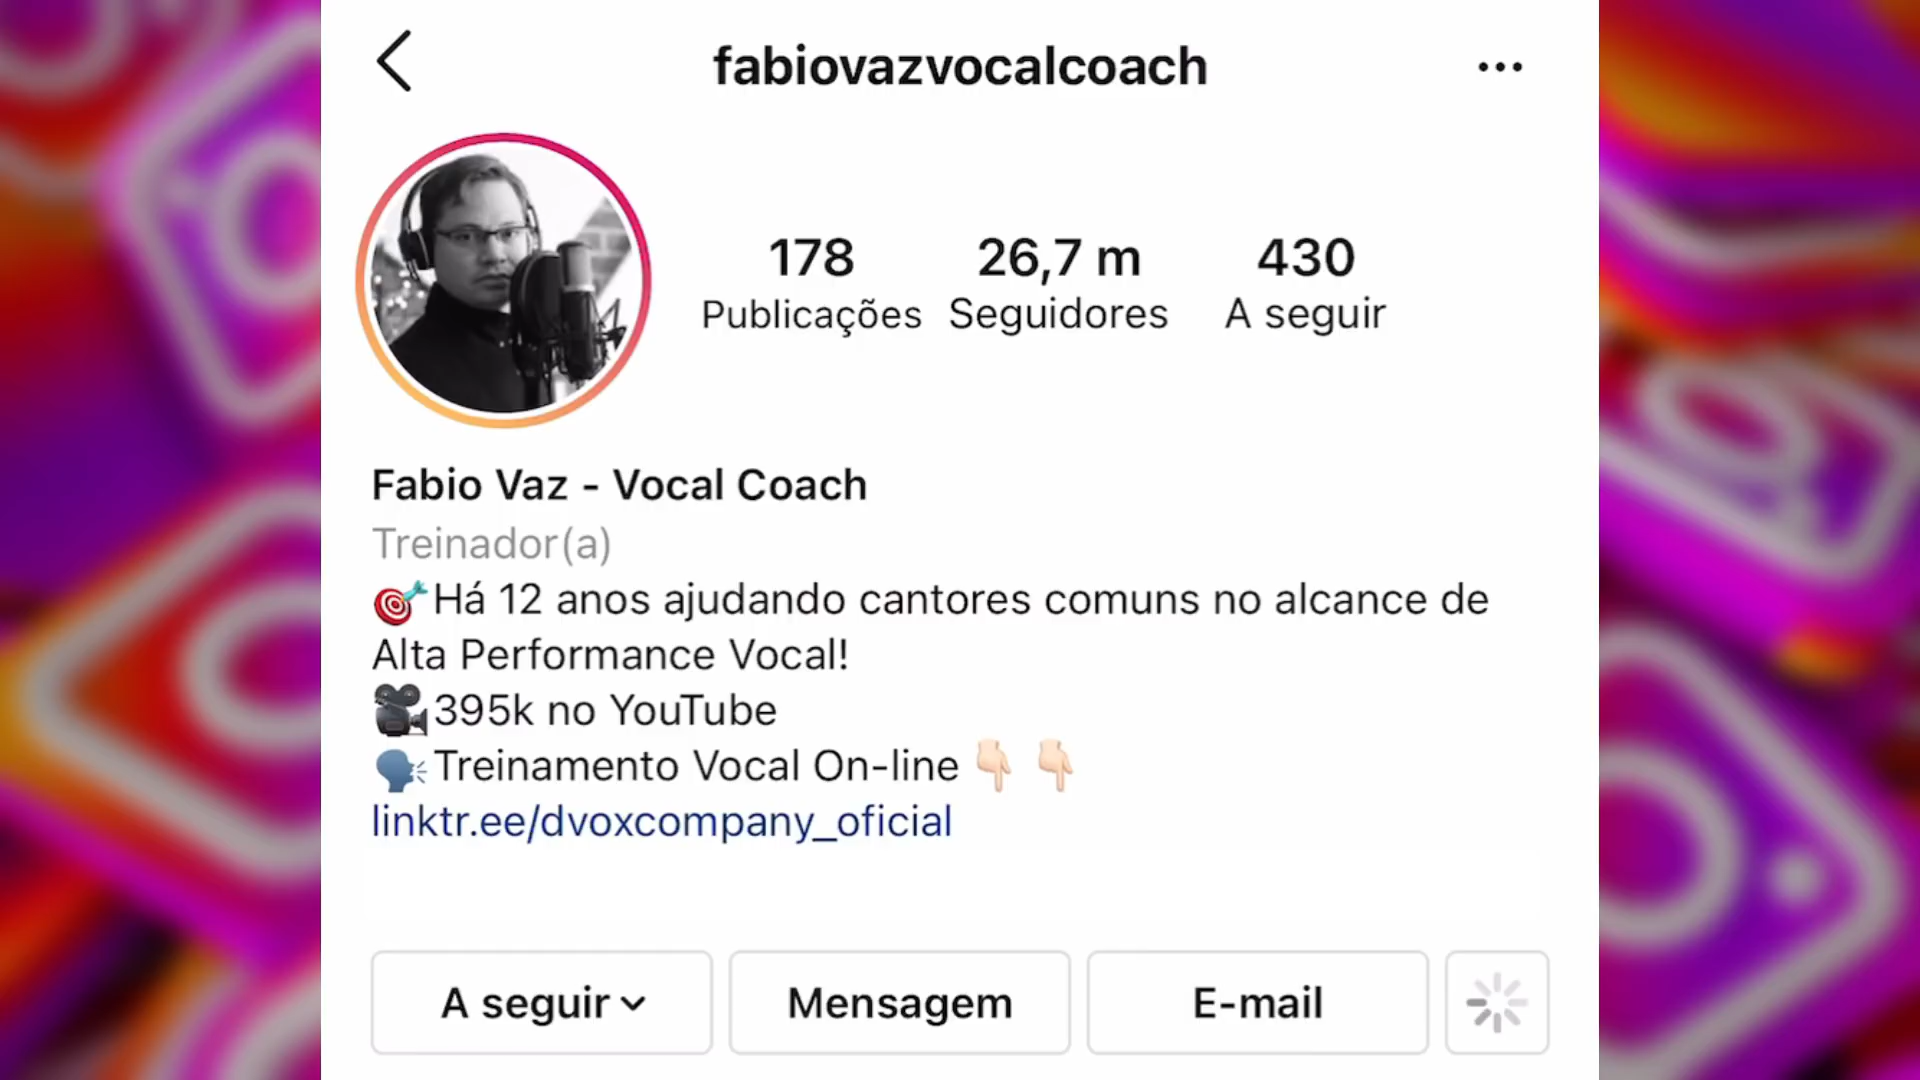 fabiovazvocalcoach
178 26,7 m 430
Publicações Seguidores A seguir
Fabio Vaz - Vocal Coach
Treinador(a)
🎯Há 12 anos ajudando cantores comuns no alcance de
Alta Performance Vocal!
🎥395k no YouTube
🗣️Treinamento Vocal On-line 👇🏻 👇🏻
linktr.ee/dvoxcompany_oficial
A seguir Mensagem E-mail